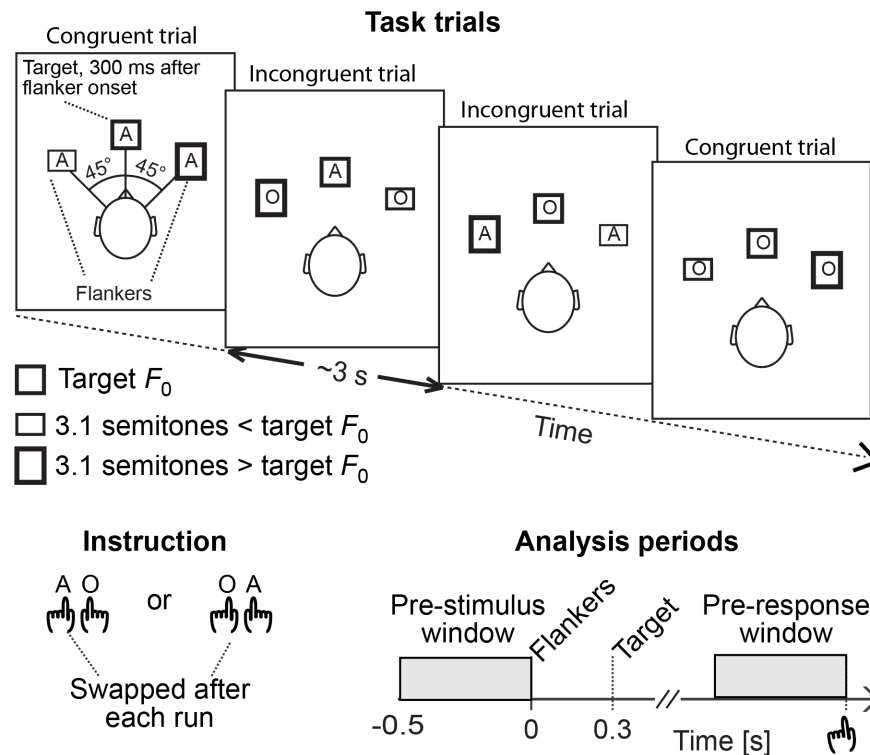 Task trials
Congruent trial
Target, 300 ms after
flanker onset
A
A
A
45°
45°
Flankers
Incongruent trial
A
O
O
Incongruent trial
O
A
A
Congruent trial
O
O
O
~3 s
Time
Target F₀
3.1 semitones < target F₀
3.1 semitones > target F₀
Instruction
A O
or
O A
Swapped after
each run
Analysis periods
Pre-stimulus
window
Flankers
Target
Pre-response
window
-0.5
0
0.3
Time [s]